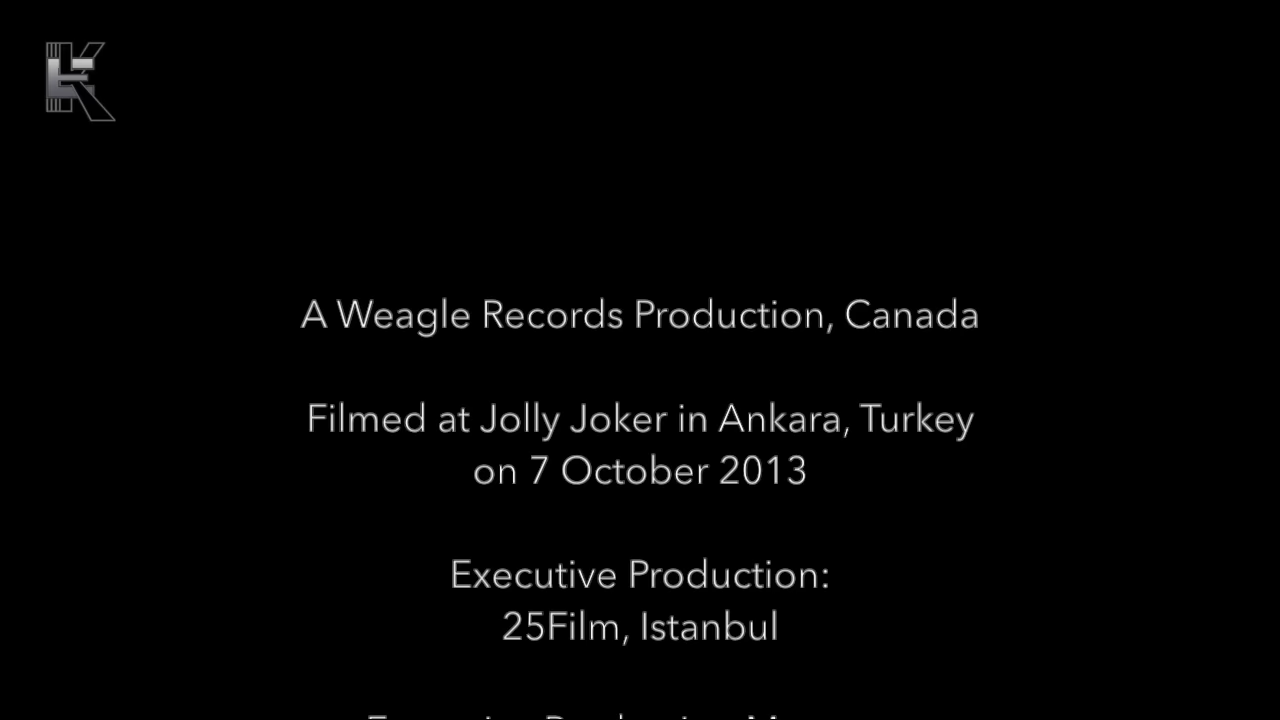 A Weagle Records Production, Canada
Filmed at Jolly Joker in Ankara, Turkey
on 7 October 2013
Executive Production:
25Film, Istanbul